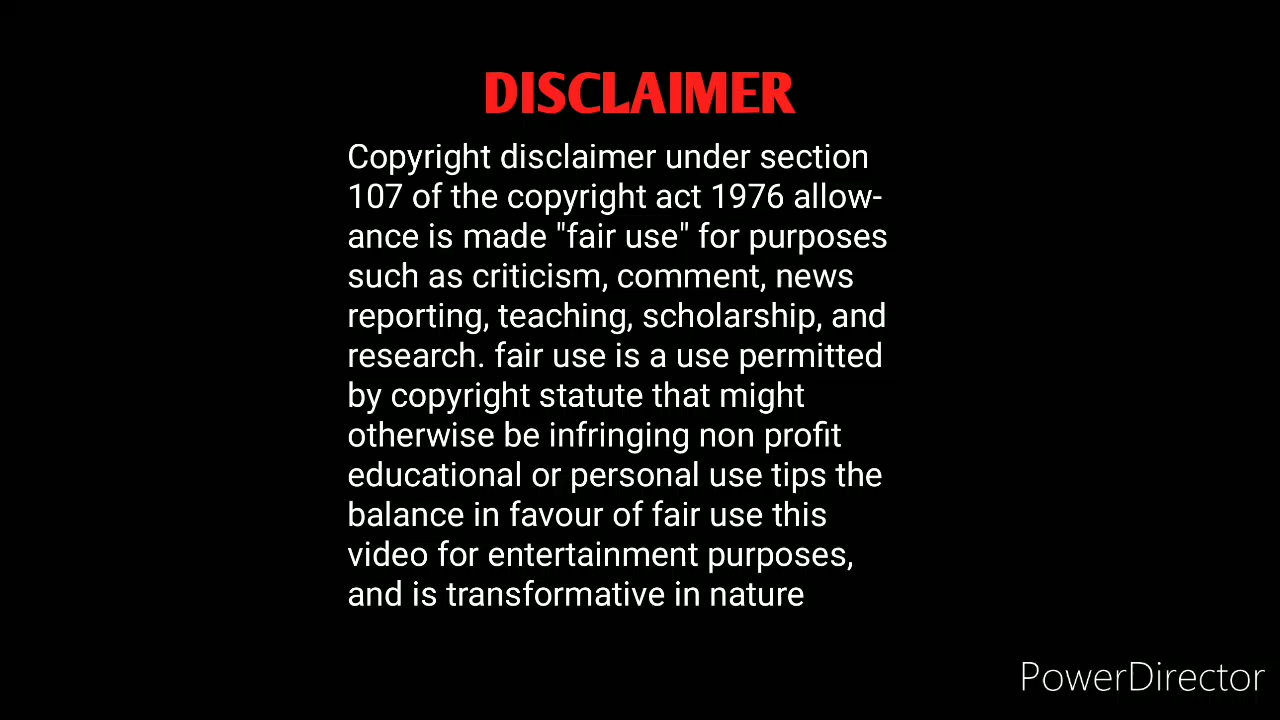 DISCLAIMER
Copyright disclaimer under section
107 of the copyright act 1976 allow-
ance is made "fair use" for purposes
such as criticism, comment, news
reporting, teaching, scholarship, and
research. fair use is a use permitted
by copyright statute that might
otherwise be infringing non profit
educational or personal use tips the
balance in favour of fair use this
video for entertainment purposes,
and is transformative in nature
PowerDirector